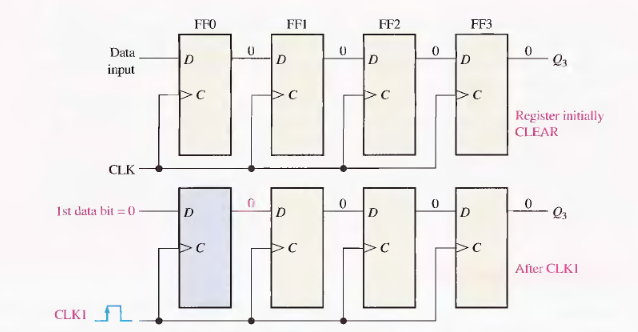 FF0 FF1 FF2 FF3
Data input
D 0 D 0 D 0 D 0 Q3
C C C C
Register initially
CLEAR
CLK
1st data bit = 0 D 0 D 0 D 0 D 0 Q3
C C C C
After CLK1
CLK1